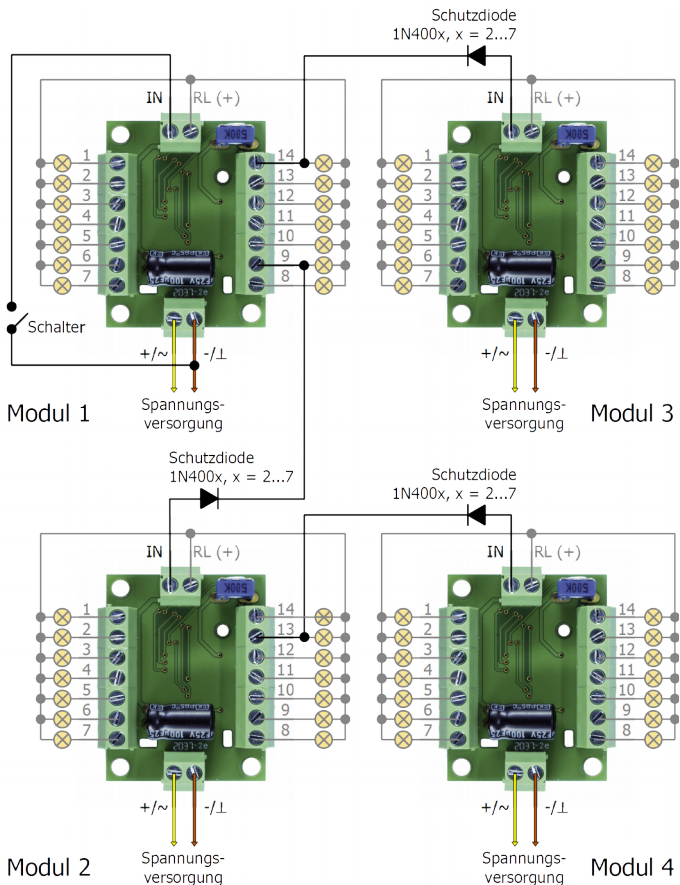 Schutzdiode
1N400x, x = 2...7
IN RL (+)
IN RL (+)
500K
500K
1 14
2 13
3 12
4 11
5 10
6 9
7 8
1 14
2 13
3 12
4 11
5 10
6 9
7 8
Schalter
+/~ -/⊥
+/~ -/⊥
Modul 1
Spannungs-
versorgung
Spannungs-
versorgung
Modul 3
Schutzdiode
1N400x, x = 2...7
Schutzdiode
1N400x, x = 2...7
IN RL (+)
IN RL (+)
500K
500K
1 14
2 13
3 12
4 11
5 10
6 9
7 8
1 14
2 13
3 12
4 11
5 10
6 9
7 8
+/~ -/⊥
+/~ -/⊥
Modul 2
Spannungs-
versorgung
Spannungs-
versorgung
Modul 4